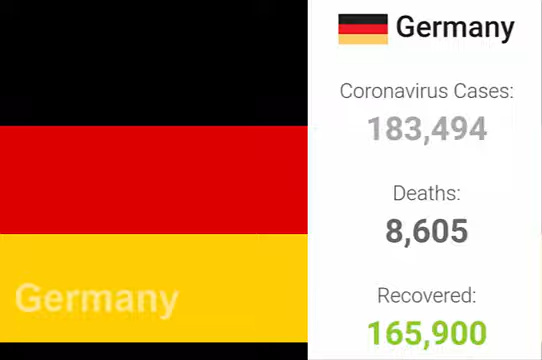 Germany
Coronavirus Cases:
183,494
Deaths:
8,605
Recovered:
165,900
Germany